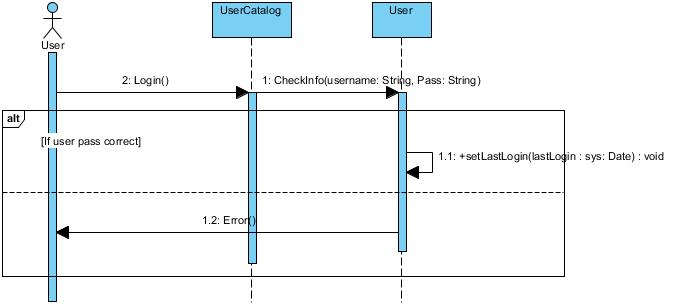 UserCatalog
User
User
2: Login()
1: CheckInfo(username: String, Pass: String)
alt
[If user pass correct]
1.1: +setLastLogin(lastLogin : sys: Date) : void
1.2: Error()